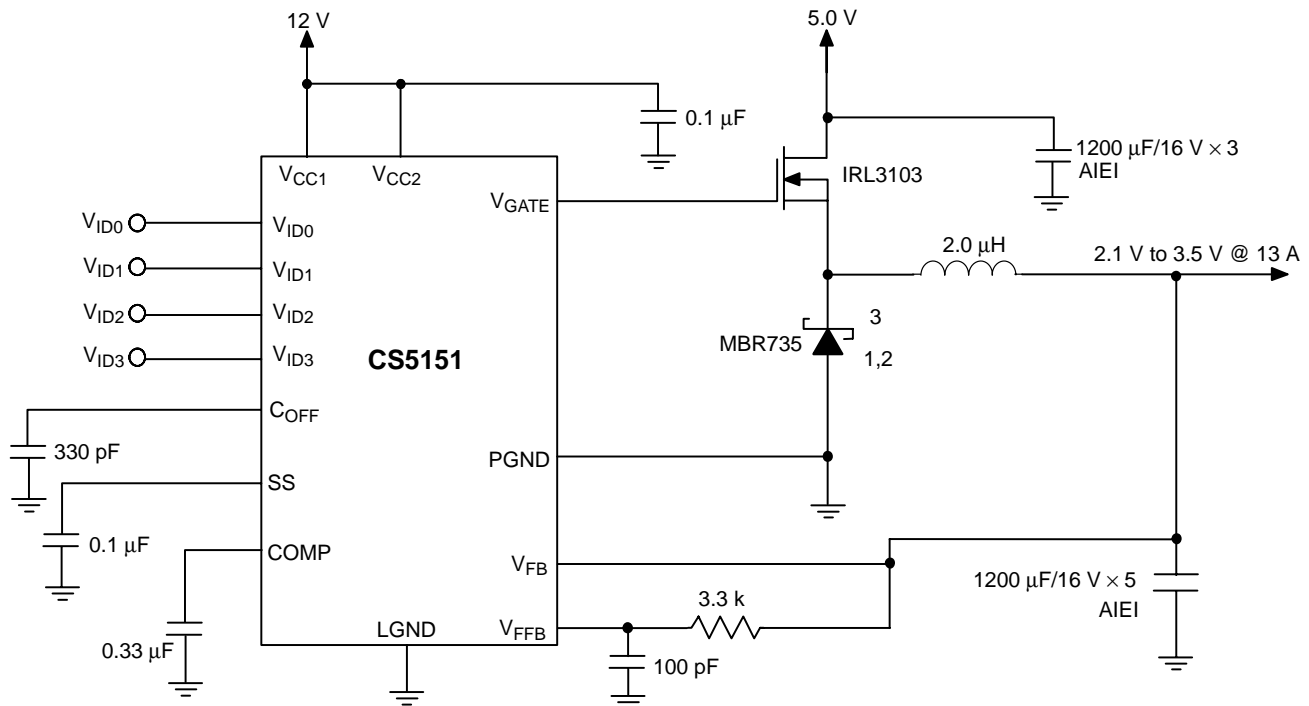 12 V
5.0 V
0.1 μF
1200 μF/16 V × 3
AIEI
VCC1
VCC2
IRL3103
VGATE
VID0
VID0
VID1
VID1
VID2
VID2
VID3
VID3
2.0 μH
2.1 V to 3.5 V @ 13 A
3
MBR735
1,2
CS5151
COFF
330 pF
PGND
SS
0.1 μF
COMP
VFB
1200 μF/16 V × 5
AIEI
3.3 k
LGND
VFFB
0.33 μF
100 pF